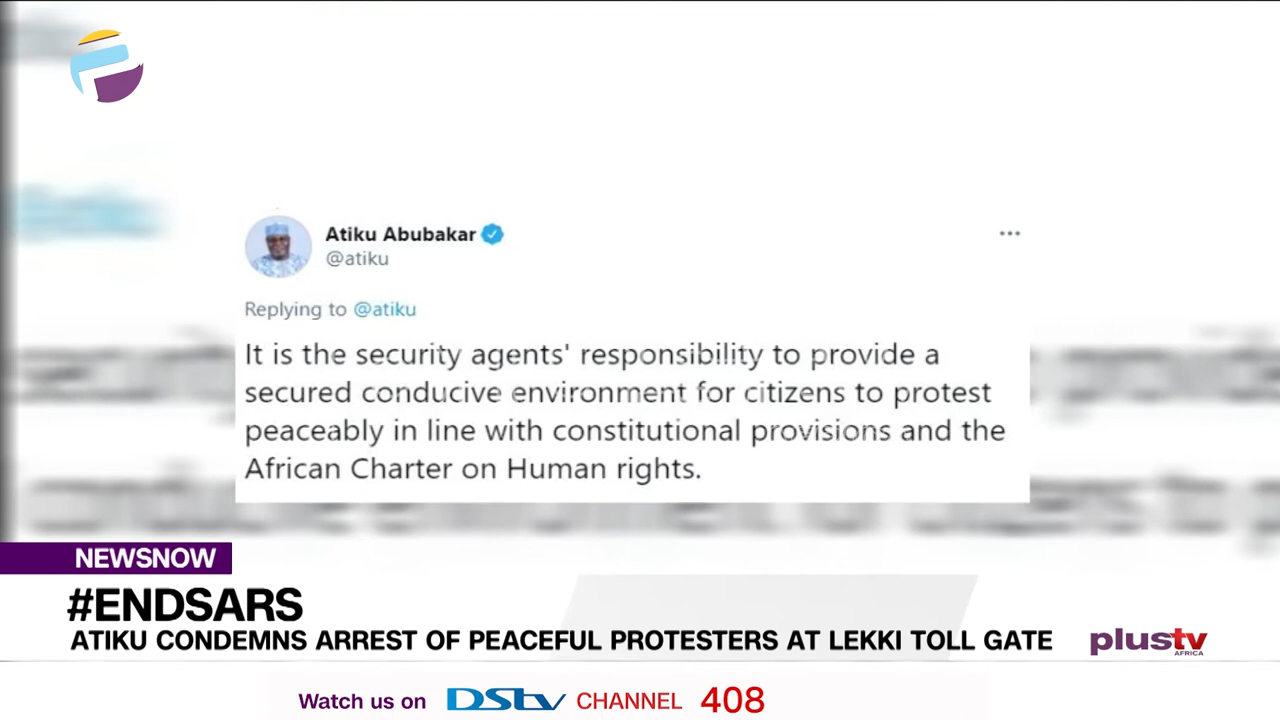 Atiku Abubakar
@atiku
Replying to @atiku
It is the security agents' responsibility to provide a
secured conducive environment for citizens to protest
peaceably in line with constitutional provisions and the
African Charter on Human rights.
NEWSNOW
#ENDSARS
ATIKU CONDEMNS ARREST OF PEACEFUL PROTESTERS AT LEKKI TOLL GATE
plustv
AFRICA
Watch us on DStv CHANNEL 408